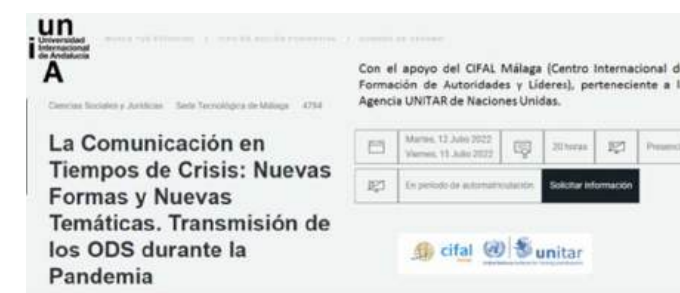 un
Universidad
Internacional
de Andalucía
i
A
Ciencias Sociales y Jurídicas Sede Tecnológica de Málaga 4794
La Comunicación en
Tiempos de Crisis: Nuevas
Formas y Nuevas
Temáticas. Transmisión de
los ODS durante la
Pandemia
Con el apoyo del CIFAL Málaga (Centro Internacional d
Formación de Autoridades y Líderes), perteneciente a l
Agencia UNITAR de Naciones Unidas.
Martes, 12 Julio 2022
Viernes, 15 Julio 2022
20 horas
Presenci
En periodo de automatriculación
Solicitar información
cifal
unitar